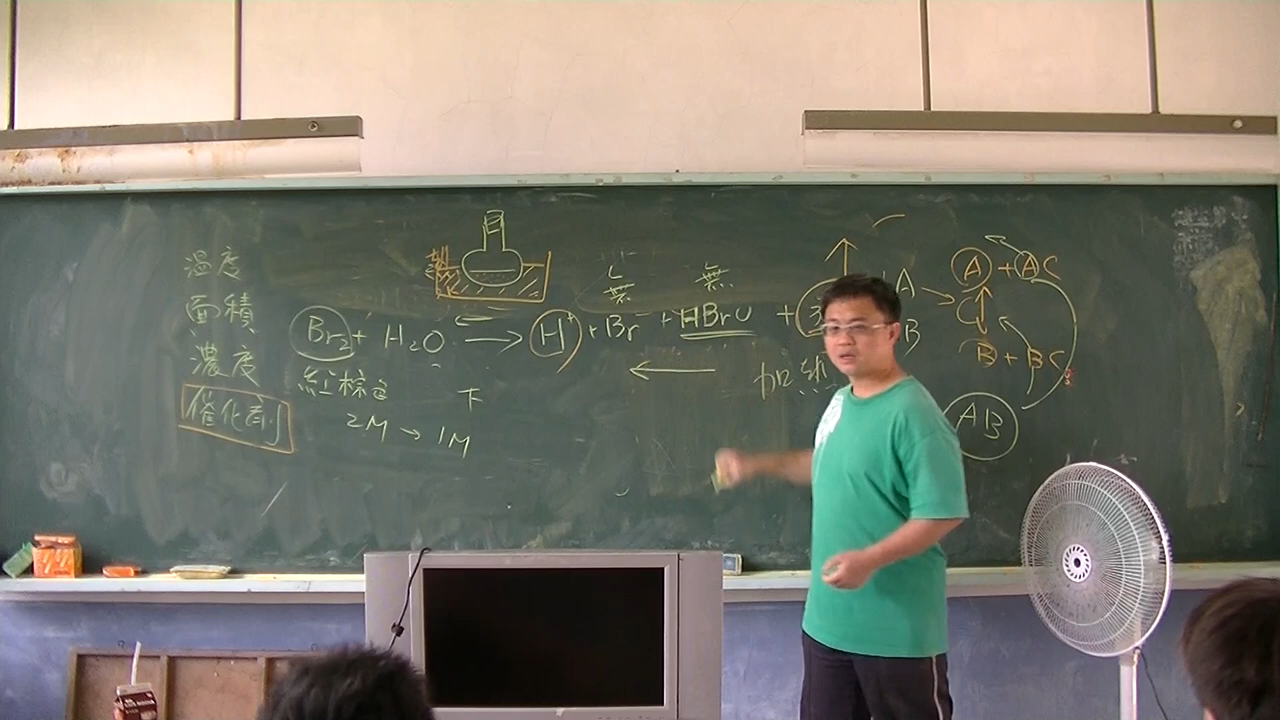 溫度
面積
濃度
催化劑
Br₂ + H₂O → H⁺ + Br⁻ + HBrO +
無 無
紅棕色
下
2M → 1M
加熱
A
B
A + AC
C
B + BC
AB